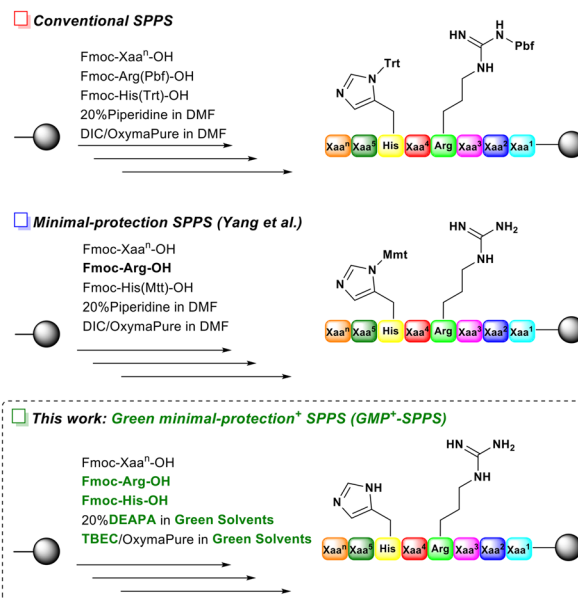 Conventional SPPS
Fmoc-Xaaⁿ-OH
Fmoc-Arg(Pbf)-OH
Fmoc-His(Trt)-OH
20%Piperidine in DMF
DIC/OxymaPure in DMF
N
N
Trt
HN
H
N
Pbf
NH
Xaaⁿ Xaa⁵ His Xaa⁴ Arg Xaa³ Xaa² Xaa¹
Minimal-protection SPPS (Yang et al.)
Fmoc-Xaaⁿ-OH
Fmoc-Arg-OH
Fmoc-His(Mtt)-OH
20%Piperidine in DMF
DIC/OxymaPure in DMF
N
N
Mmt
HN
NH₂
NH
Xaaⁿ Xaa⁵ His Xaa⁴ Arg Xaa³ Xaa² Xaa¹
This work: Green minimal-protection⁺ SPPS (GMP⁺-SPPS)
Fmoc-Xaaⁿ-OH
Fmoc-Arg-OH
Fmoc-His-OH
20%DEAPA in Green Solvents
TBEC/OxymaPure in Green Solvents
N
NH
HN
NH₂
NH
Xaaⁿ Xaa⁵ His Xaa⁴ Arg Xaa³ Xaa² Xaa¹